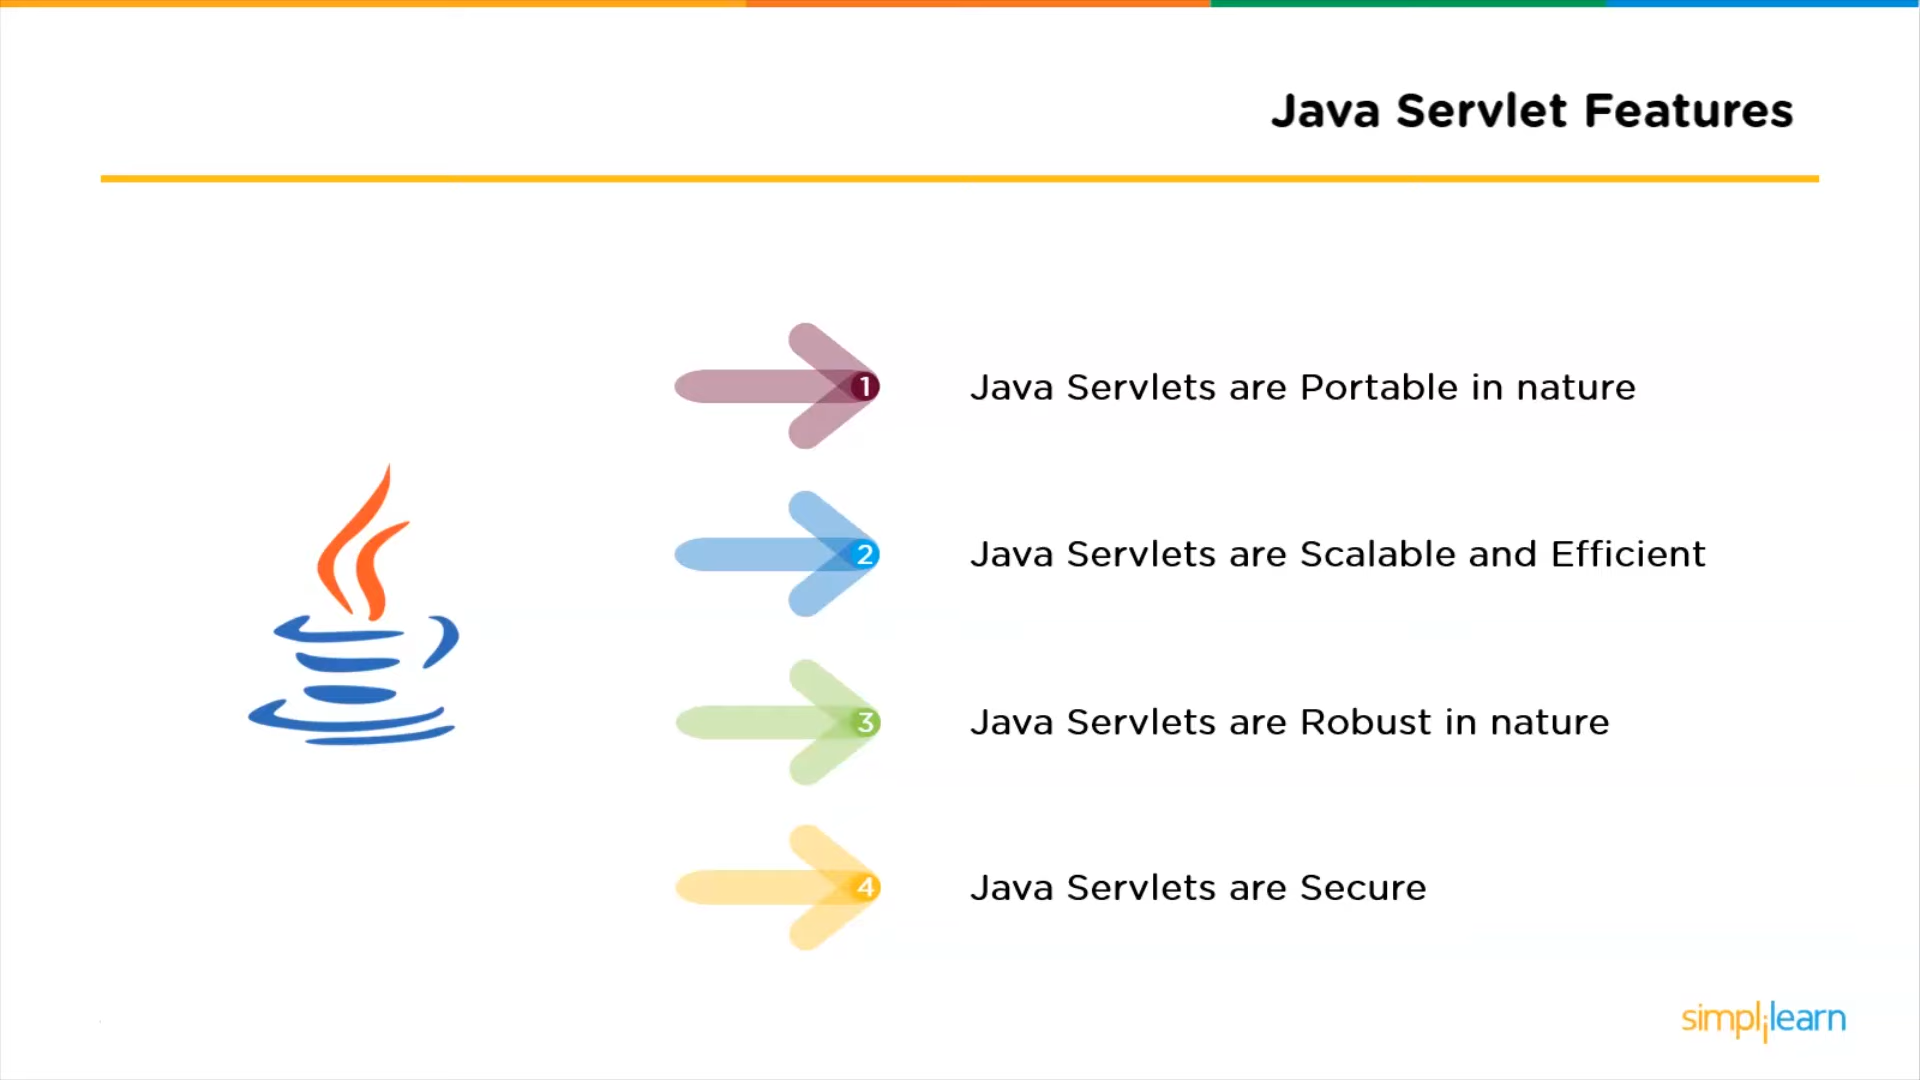 Java Servlet Features
1 Java Servlets are Portable in nature
2 Java Servlets are Scalable and Efficient
3 Java Servlets are Robust in nature
4 Java Servlets are Secure
simplilearn